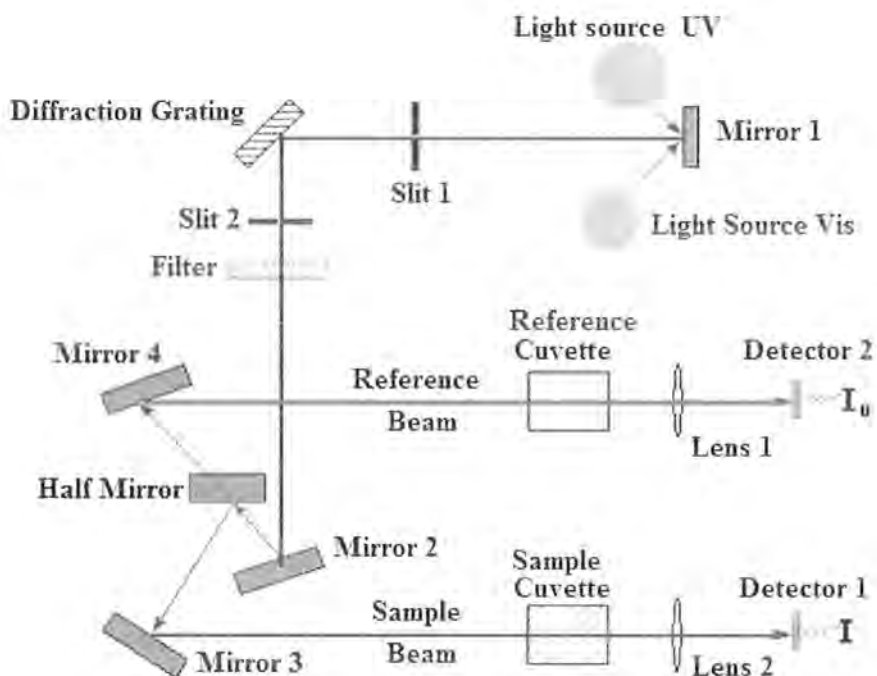 Light source UV
Diffraction Grating
Mirror 1
Slit 1
Slit 2
Light Source Vis
Filter
Reference
Cuvette
Mirror 4
Detector 2
Reference
Beam
I₀
Lens 1
Half Mirror
Mirror 2
Sample
Cuvette
Detector 1
Sample
Beam
I
Mirror 3
Lens 2